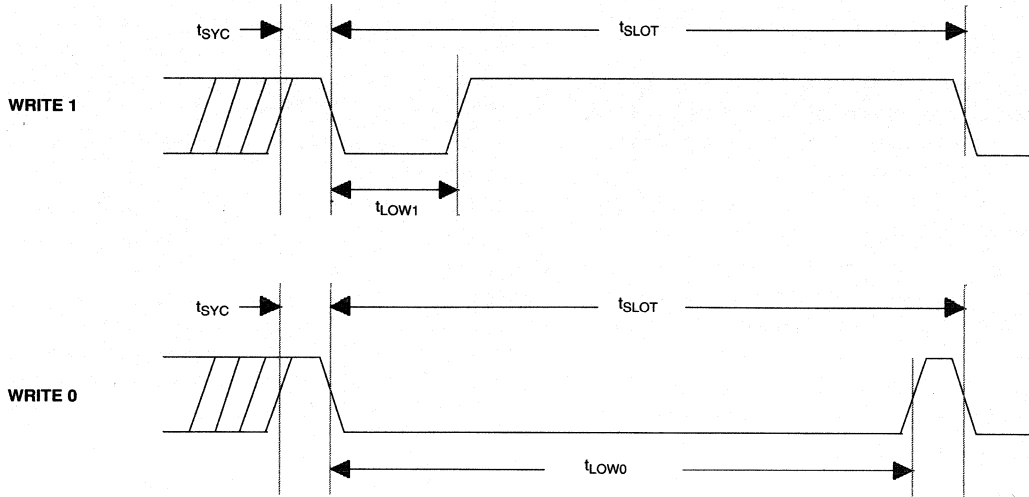 tSYC
tSLOT
WRITE 1
tLOW1
tSYC
tSLOT
WRITE 0
tLOW0